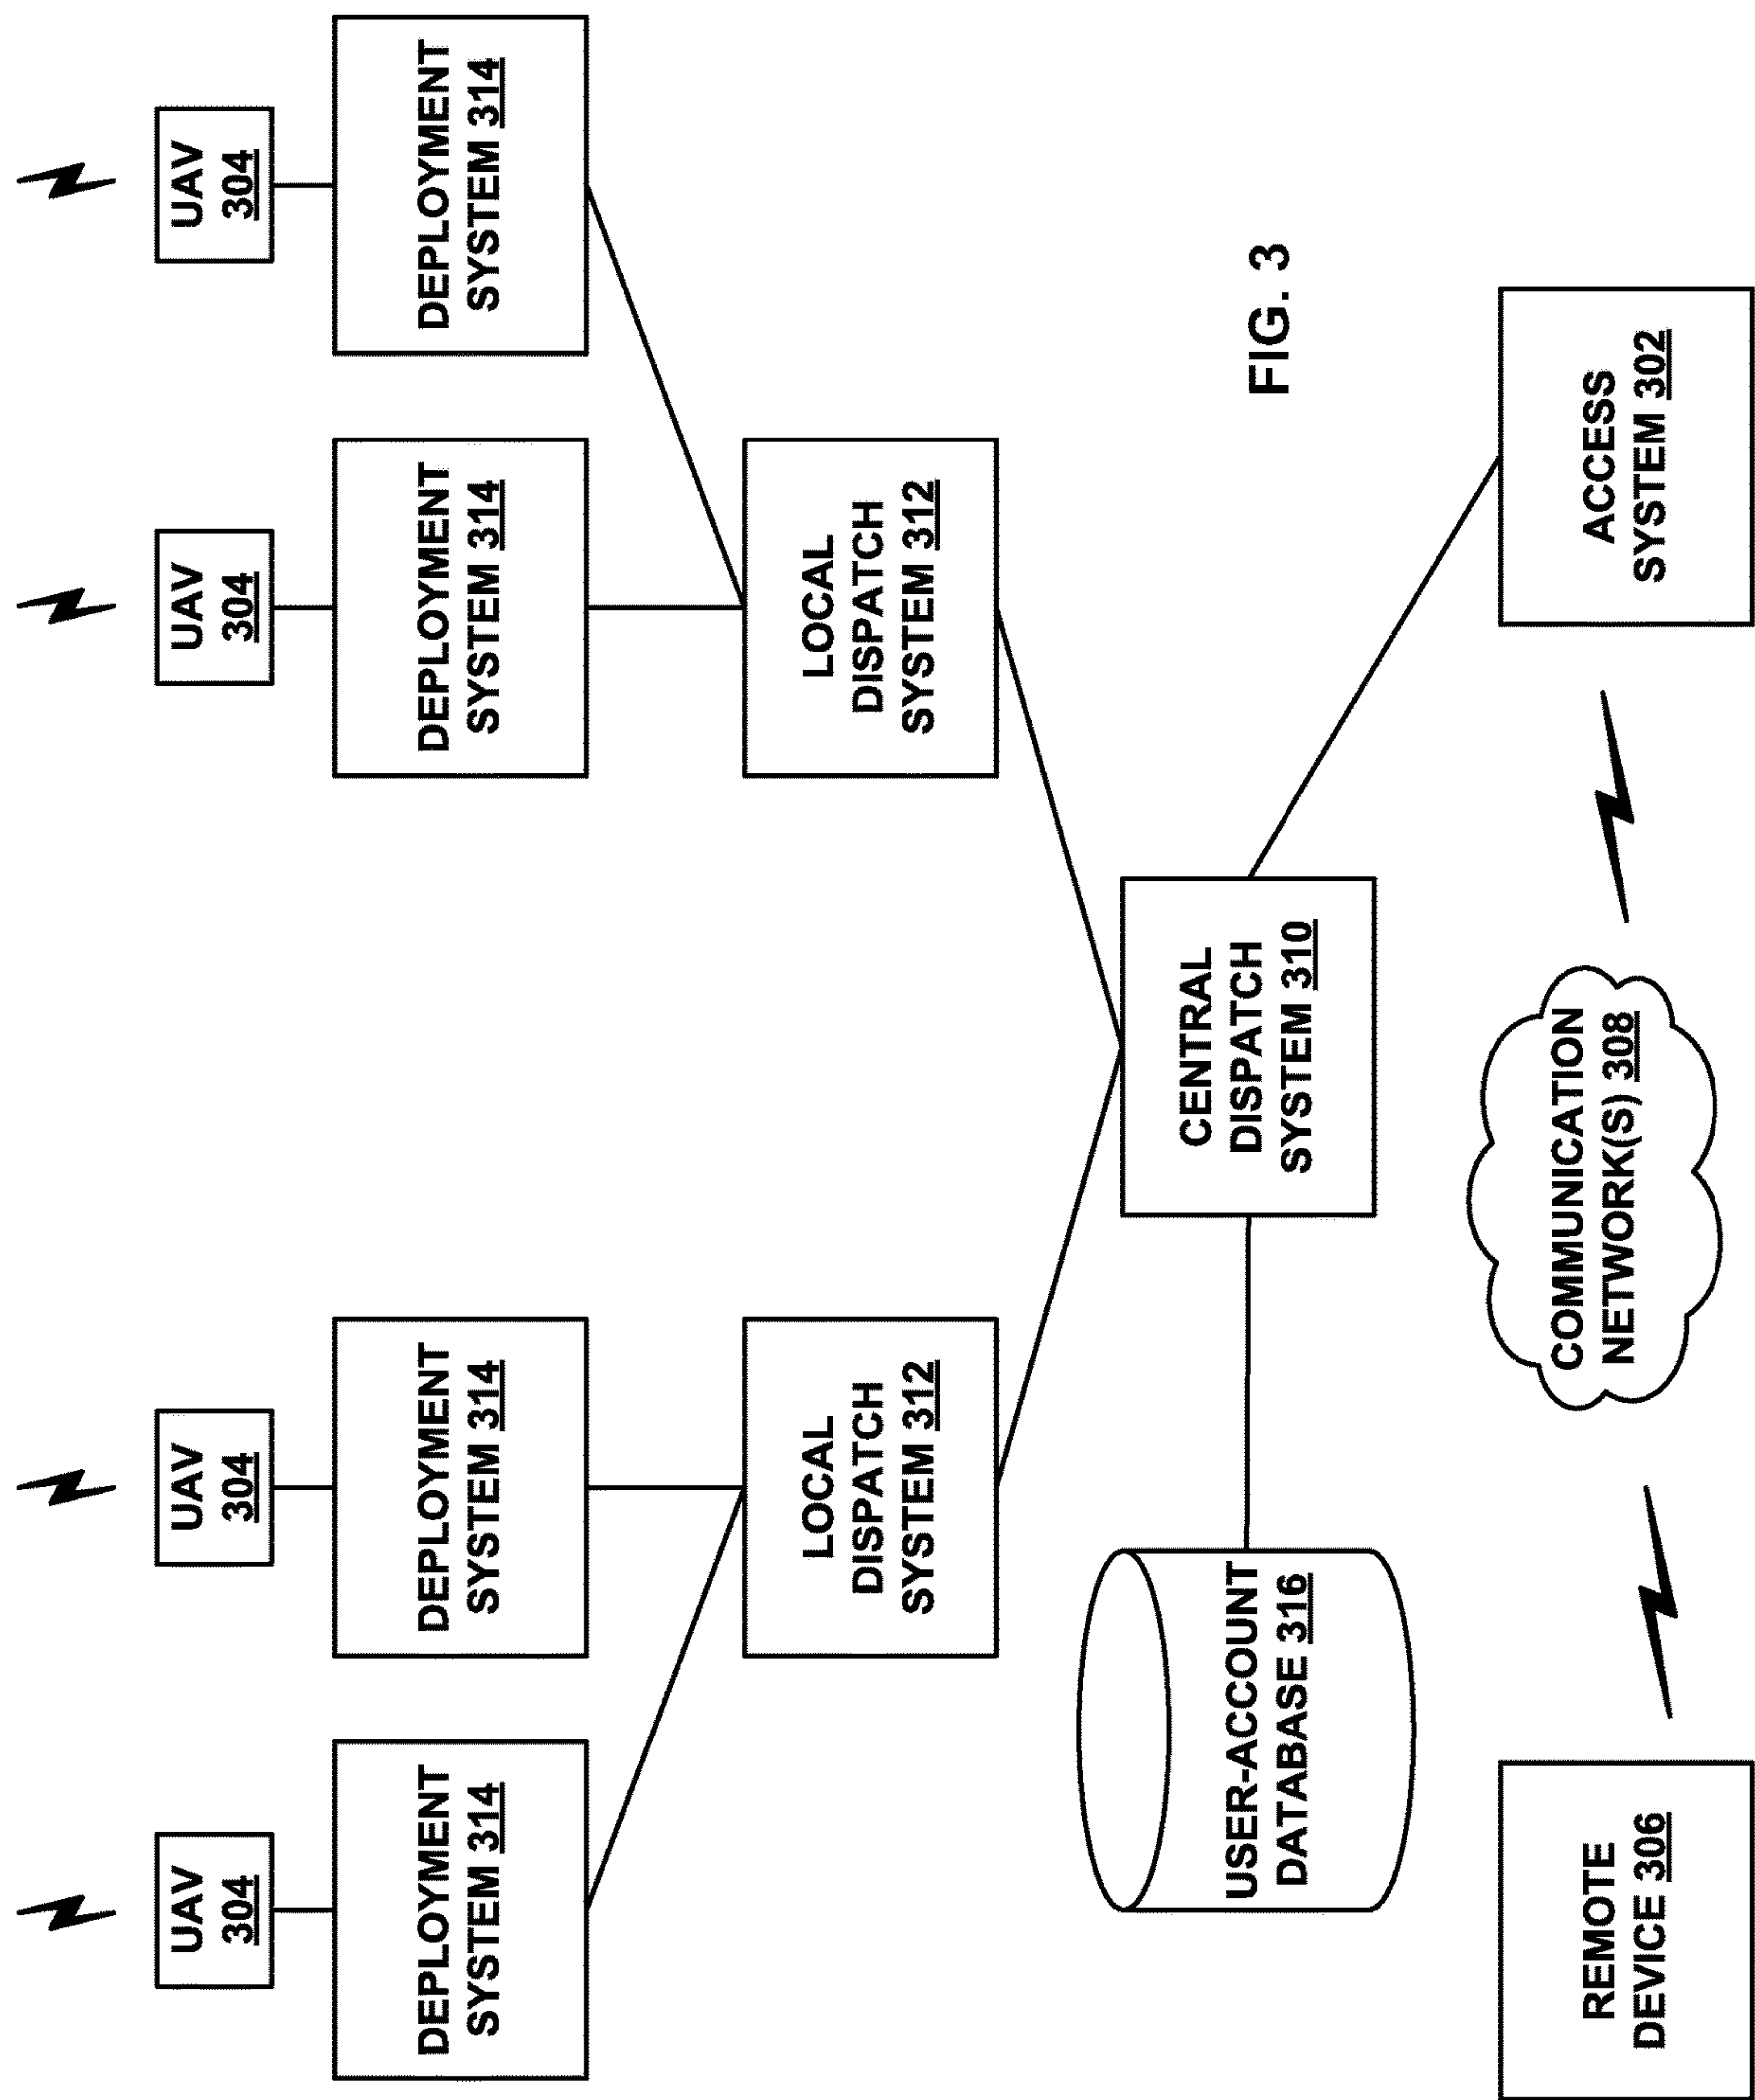 UAV
304
UAV
304
UAV
304
UAV
304
DEPLOYMENT
SYSTEM 314
DEPLOYMENT
SYSTEM 314
DEPLOYMENT
SYSTEM 314
DEPLOYMENT
SYSTEM 314
LOCAL
DISPATCH
SYSTEM 312
LOCAL
DISPATCH
SYSTEM 312
USER-ACCOUNT
DATABASE 316
CENTRAL
DISPATCH
SYSTEM 310
FIG. 3
REMOTE
DEVICE 306
COMMUNICATION
NETWORK(S) 308
ACCESS
SYSTEM 302